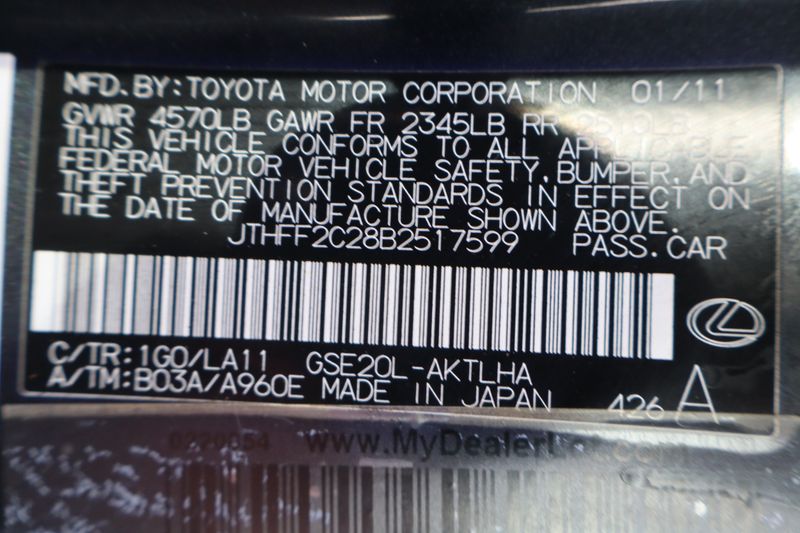 MFD. BY: TOYOTA MOTOR CORPORATION 01/11
GVWR 4570LB GAWR FR 2345LB RR
THIS VEHICLE CONFORMS TO ALL APPLICABLE
FEDERAL MOTOR VEHICLE SAFETY, BUMPER, AND
THEFT PREVENTION STANDARDS IN EFFECT ON
THE DATE OF MANUFACTURE SHOWN ABOVE.
JTHFF2C28B2517599 PASS.CAR
C/TR: 1G0/LA11 GSE20L-AKTLHA
A/TM: B03A/A960E MADE IN JAPAN 426 A